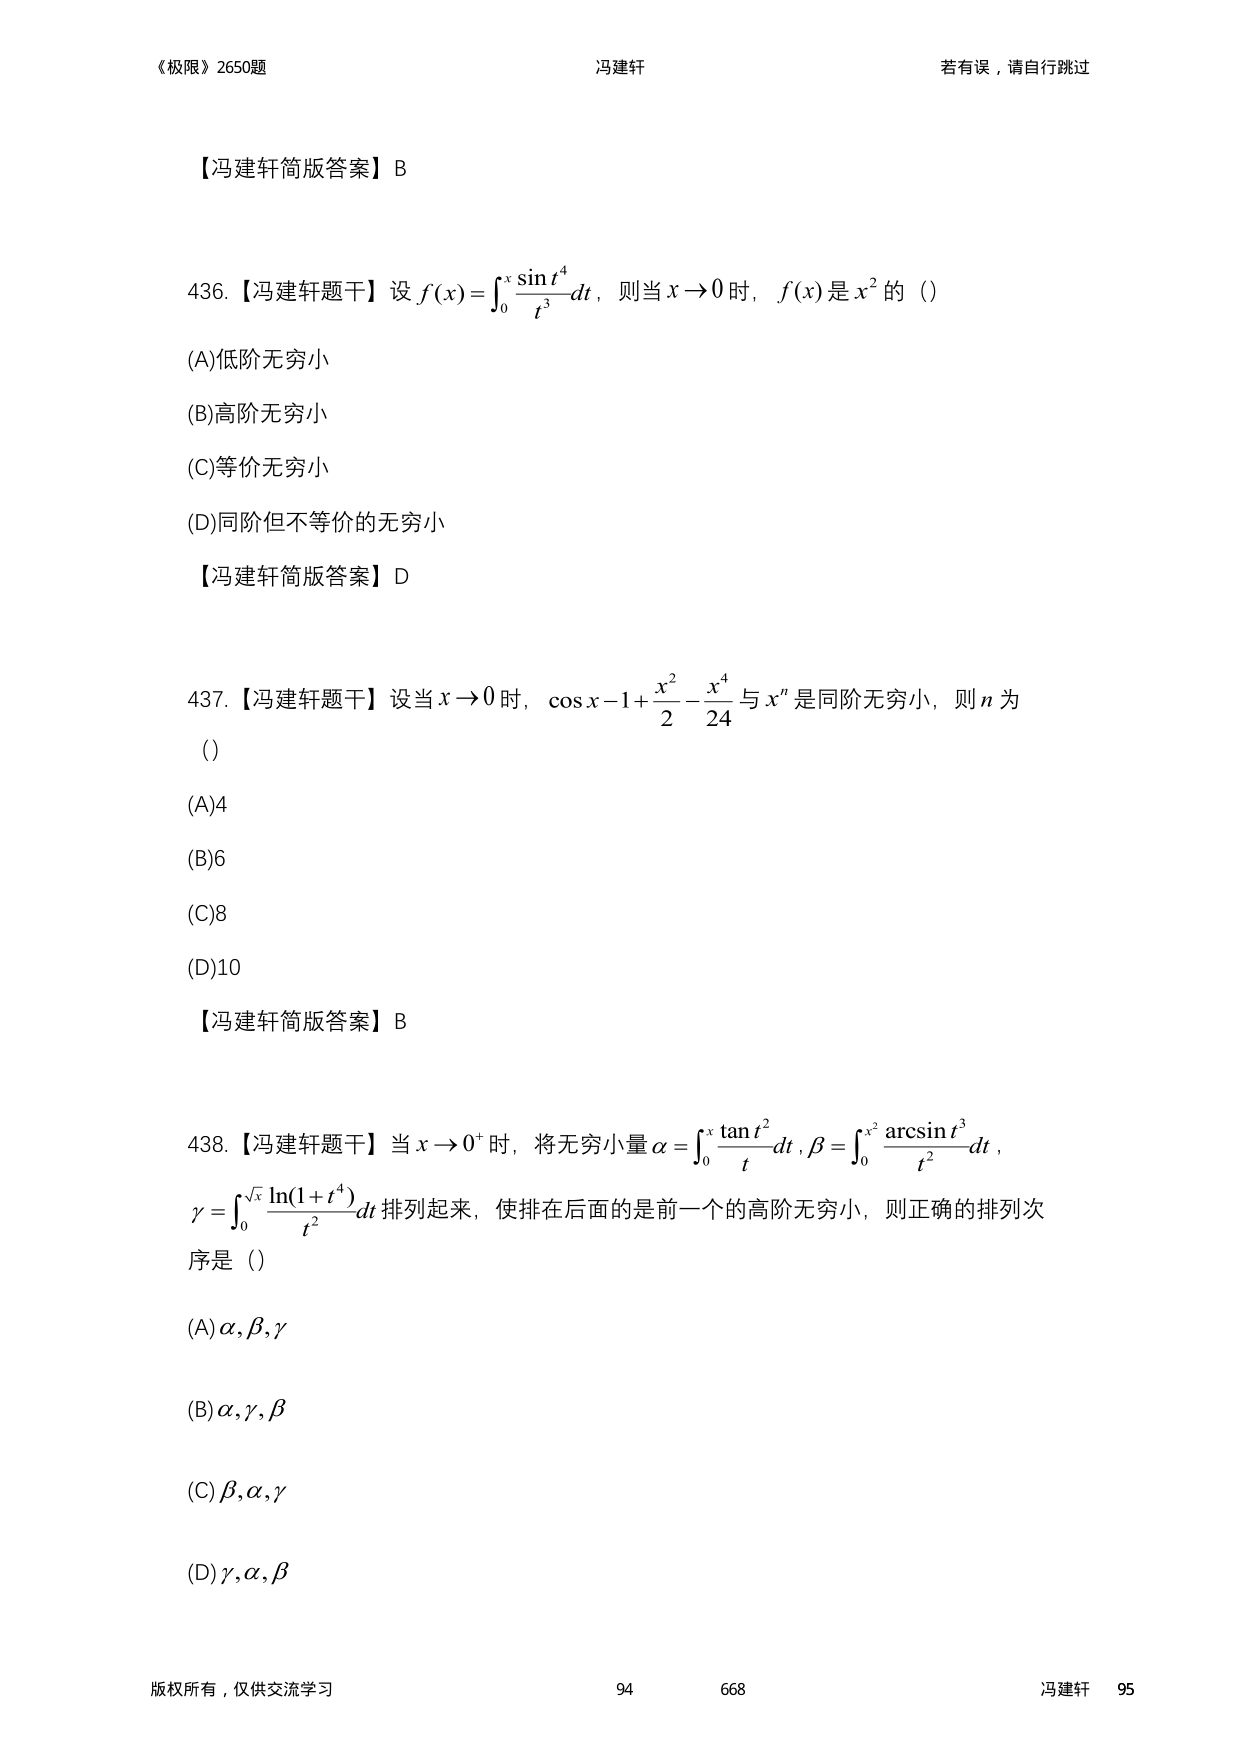 《极限》2650题 冯建轩 若有误，请自行跳过
【冯建轩简版答案】B
436.【冯建轩题干】设 f(x)=∫₀ˣ (sin t⁴)/(t³) dt，则当 x→0 时，f(x) 是 x² 的（）
(A)低阶无穷小
(B)高阶无穷小
(C)等价无穷小
(D)同阶但不等价的无穷小
【冯建轩简版答案】D
437.【冯建轩题干】设当 x→0 时，cos x−1+x²/2−x⁴/24 与 xⁿ 是同阶无穷小，则 n 为
（）
(A)4
(B)6
(C)8
(D)10
【冯建轩简版答案】B
438.【冯建轩题干】当 x→0⁺ 时，将无穷小量 α=∫₀ˣ (tan t²)/t dt , β=∫₀^(x²) (arcsin t³)/(t²) dt ,
γ=∫₀^(√x) (ln(1+t⁴))/(t²) dt 排列起来，使排在后面的是前一个的高阶无穷小，则正确的排列次
序是（）
(A) α, β, γ
(B) α, γ, β
(C) β, α, γ
(D) γ, α, β
版权所有，仅供交流学习 94 668 冯建轩 95